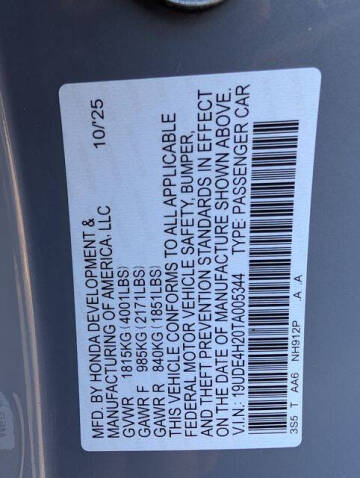 MFD. BY HONDA DEVELOPMENT & 10/25
MANUFACTURING OF AMERICA, LLC
GVWR 1815KG (4001LBS)
GAWR F 985KG (2171LBS)
GAWR R 840KG (1851LBS)
THIS VEHICLE CONFORMS TO ALL APPLICABLE
FEDERAL MOTOR VEHICLE SAFETY, BUMPER,
AND THEFT PREVENTION STANDARDS IN EFFECT
ON THE DATE OF MANUFACTURE SHOWN ABOVE.
V.I.N: 19UDE4H20TA005344 TYPE: PASSENGER CAR
3S5 T AA6 NH912P A A